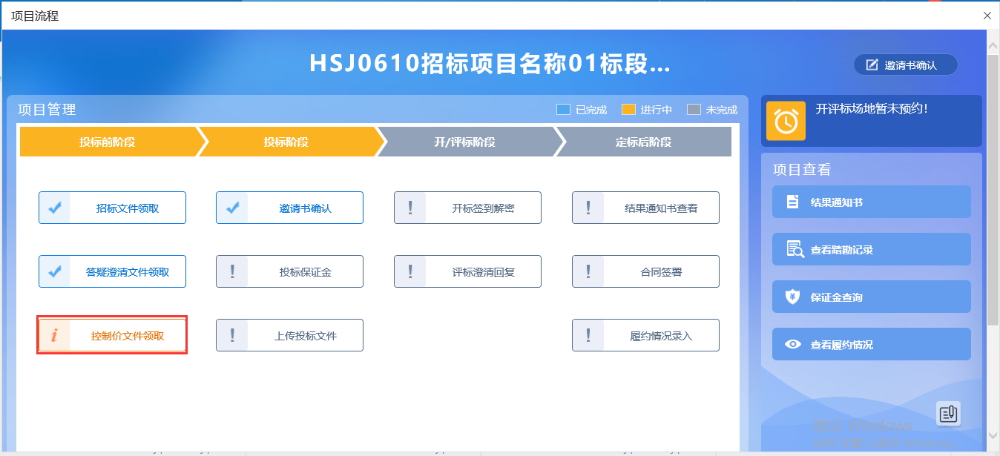 项目流程
HSJ0610招标项目名称01标段...
邀请书确认
项目管理
已完成 进行中 未完成
投标前阶段 投标阶段 开/评标阶段 定标后阶段
招标文件领取 邀请书确认 开标签到解密 结果通知书查看
答疑澄清文件领取 投标保证金 评标澄清回复 合同签署
控制价文件领取 上传投标文件 履约情况录入
开评标场地暂未预约!
项目查看
结果通知书
查看踏勘记录
保证金查询
查看履约情况
Windows
Windows